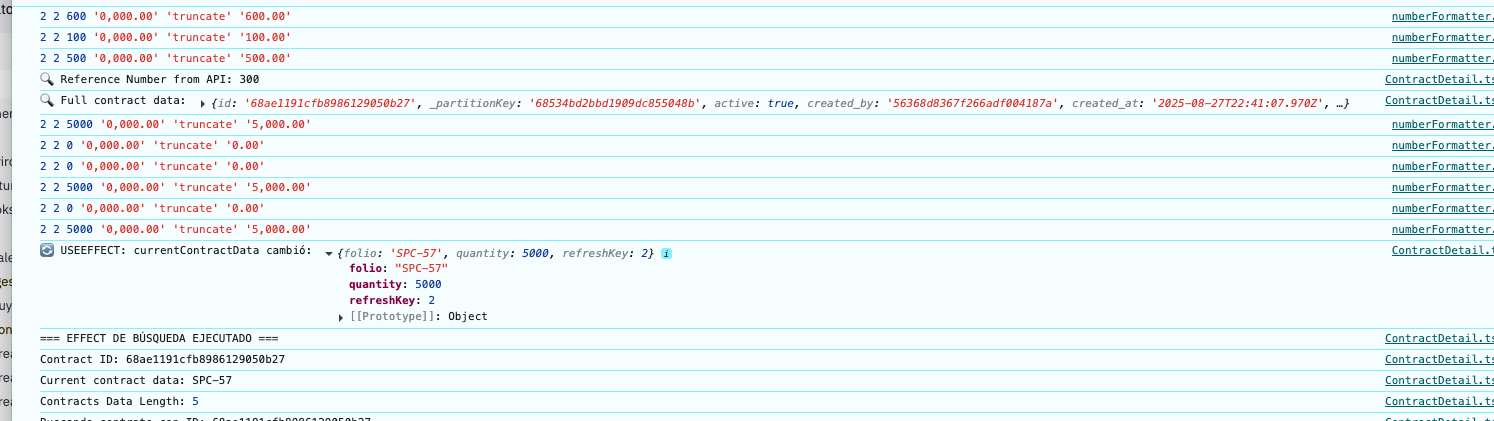 2 2 600 '0,000.00' 'truncate' '600.00' numberFormatter.
2 2 100 '0,000.00' 'truncate' '100.00' numberFormatter.
2 2 500 '0,000.00' 'truncate' '500.00' numberFormatter.
Reference Number from API: 300 ContractDetail.ts
Full contract data: {id: '68ae1191cfb8986129050b27', _partitionKey: '68534bd2bbd1909dc855048b', active: true, created_by: '56368d8367f266adf004187a', created_at: '2025-08-27T22:41:07.970Z', …} ContractDetail.ts
2 2 5000 '0,000.00' 'truncate' '5,000.00' numberFormatter.
2 2 0 '0,000.00' 'truncate' '0.00' numberFormatter.
2 2 0 '0,000.00' 'truncate' '0.00' numberFormatter.
2 2 5000 '0,000.00' 'truncate' '5,000.00' numberFormatter.
2 2 0 '0,000.00' 'truncate' '0.00' numberFormatter.
2 2 5000 '0,000.00' 'truncate' '5,000.00' numberFormatter.
USEEFFECT: currentContractData cambió: {folio: 'SPC-57', quantity: 5000, refreshKey: 2} i ContractDetail.t
folio: "SPC-57"
quantity: 5000
refreshKey: 2
[[Prototype]]: Object
=== EFFECT DE BÚSQUEDA EJECUTADO === ContractDetail.ts
Contract ID: 68ae1191cfb8986129050b27 ContractDetail.ts
Current contract data: SPC-57 ContractDetail.ts
Contracts Data Length: 5 ContractDetail.ts